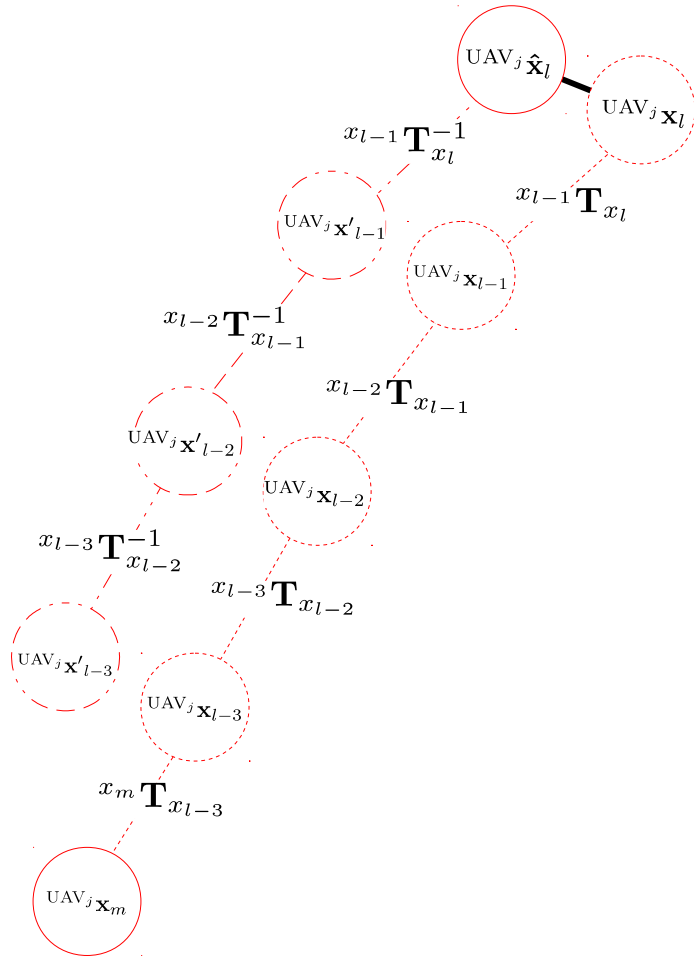 UAV_j x̂_l
UAV_j x_l
x_{l−1} T^{−1}_{x_l}
x_{l−1} T_{x_l}
UAV_j x′_{l−1}
UAV_j x_{l−1}
x_{l−2} T^{−1}_{x_{l−1}}
x_{l−2} T_{x_{l−1}}
UAV_j x′_{l−2}
UAV_j x_{l−2}
x_{l−3} T^{−1}_{x_{l−2}}
x_{l−3} T_{x_{l−2}}
UAV_j x′_{l−3}
UAV_j x_{l−3}
x_m T_{x_{l−3}}
UAV_j x_m